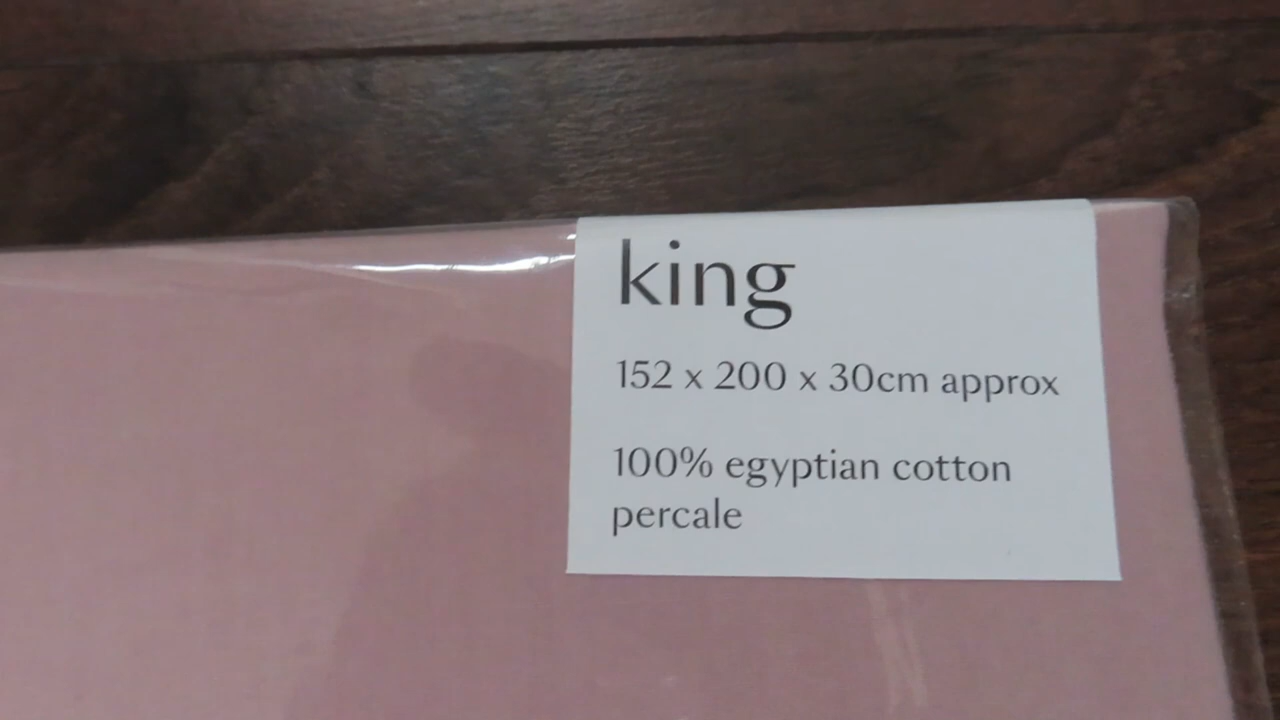 king
152 x 200 x 30cm approx
100% egyptian cotton
percale